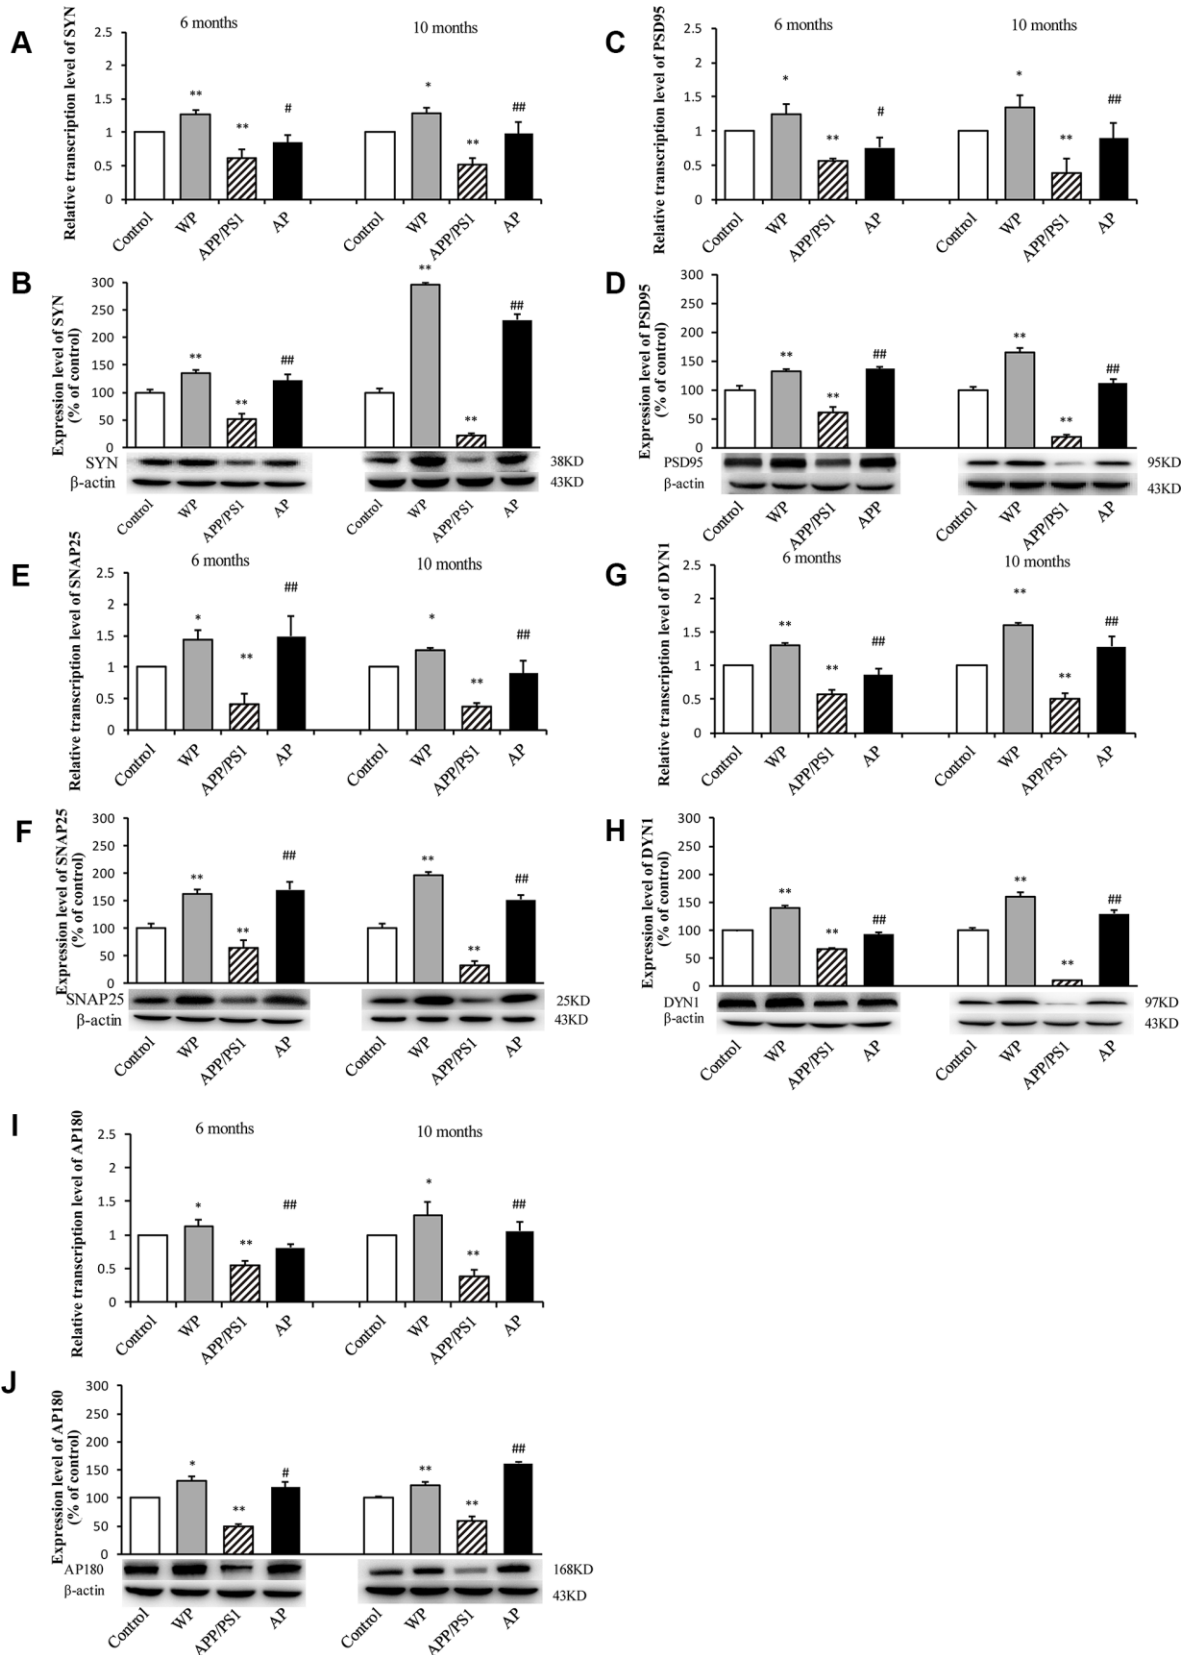 A
Relative transcription level of SYN
6 months
10 months
2.5
2
1.5
1
0.5
0
** ** # * ** ##
Control WP APP/PS1 AP Control WP APP/PS1 AP
B
Expression level of SYN
(% of control)
300
250
200
150
100
50
0
** ** ## ** ** ##
SYN 38KD
β-actin 43KD
Control WP APP/PS1 AP Control WP APP/PS1 AP
C
Relative transcription level of PSD95
6 months
10 months
2.5
2
1.5
1
0.5
0
* ** # * ** ##
Control WP APP/PS1 AP Control WP APP/PS1 AP
D
Expression level of PSD95
(% of control)
300
250
200
150
100
50
0
** ** ## ** ** ##
PSD95 95KD
β-actin 43KD
Control WP APP/PS1 APP Control WP APP/PS1 AP
E
Relative transcription level of SNAP25
6 months
10 months
2.5
2
1.5
1
0.5
0
* ** ## * ** ##
Control WP APP/PS1 AP Control WP APP/PS1 AP
F
Expression level of SNAP25
(% of control)
300
250
200
150
100
50
0
** ** ## ** ** ##
SNAP25 25KD
β-actin 43KD
Control WP APP/PS1 AP Control WP APP/PS1 AP
G
Relative transcription level of DYN1
6 months
10 months
2.5
2
1.5
1
0.5
0
** ** ## ** ** ##
Control WP APP/PS1 AP Control WP APP/PS1 AP
H
Expression level of DYN1
(% of control)
300
250
200
150
100
50
0
** ** ## ** ** ##
DYN1 97KD
β-actin 43KD
Control WP APP/PS1 AP Control WP APP/PS1 AP
I
Relative transcription level of AP180
6 months
10 months
2.5
2
1.5
1
0.5
0
* ** ## * ** ##
Control WP APP/PS1 AP Control WP APP/PS1 AP
J
Expression level of AP180
(% of control)
300
250
200
150
100
50
0
* ** # ** ** ##
AP180 168KD
β-actin 43KD
Control WP APP/PS1 AP Control WP APP/PS1 AP